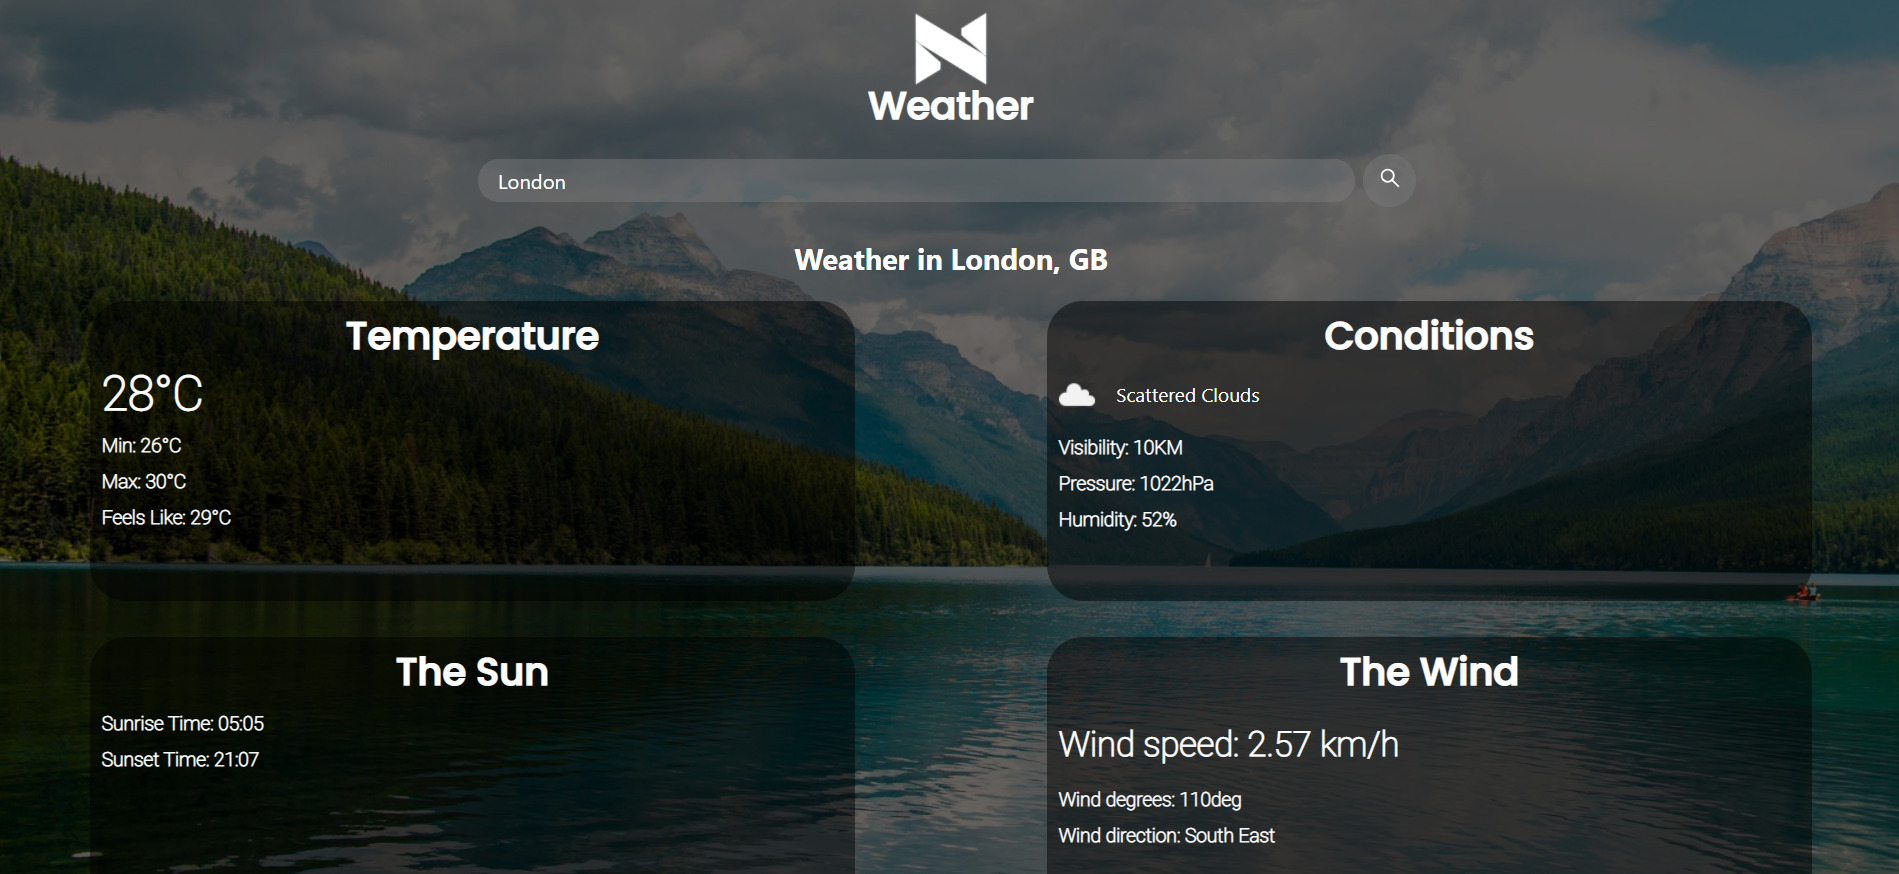 Weather
London
Weather in London, GB
Temperature
28°C
Min: 26°C
Max: 30°C
Feels Like: 29°C
Conditions
Scattered Clouds
Visibility: 10KM
Pressure: 1022hPa
Humidity: 52%
The Sun
Sunrise Time: 05:05
Sunset Time: 21:07
The Wind
Wind speed: 2.57 km/h
Wind degrees: 110deg
Wind direction: South East